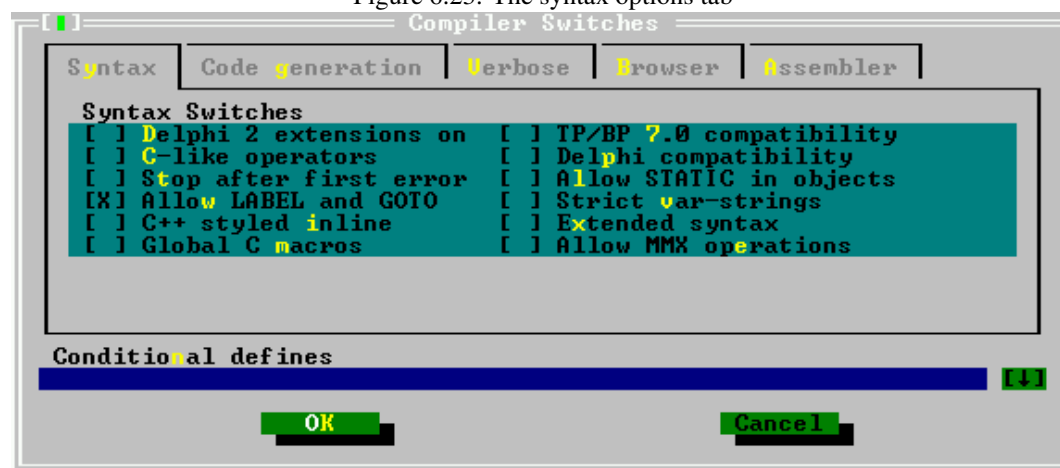 Figure 6.23: The syntax options tab
[ ] Compiler Switches
Syntax Code generation Verbose Browser Assembler
Syntax Switches
[ ] Delphi 2 extensions on [ ] TP/BP 7.0 compatibility
[ ] C-like operators [ ] Delphi compatibility
[ ] Stop after first error [ ] Allow STATIC in objects
[X] Allow LABEL and GOTO [ ] Strict var-strings
[ ] C++ styled inline [ ] Extended syntax
[ ] Global C macros [ ] Allow MMX operations
Conditional defines
[↓]
OK Cancel